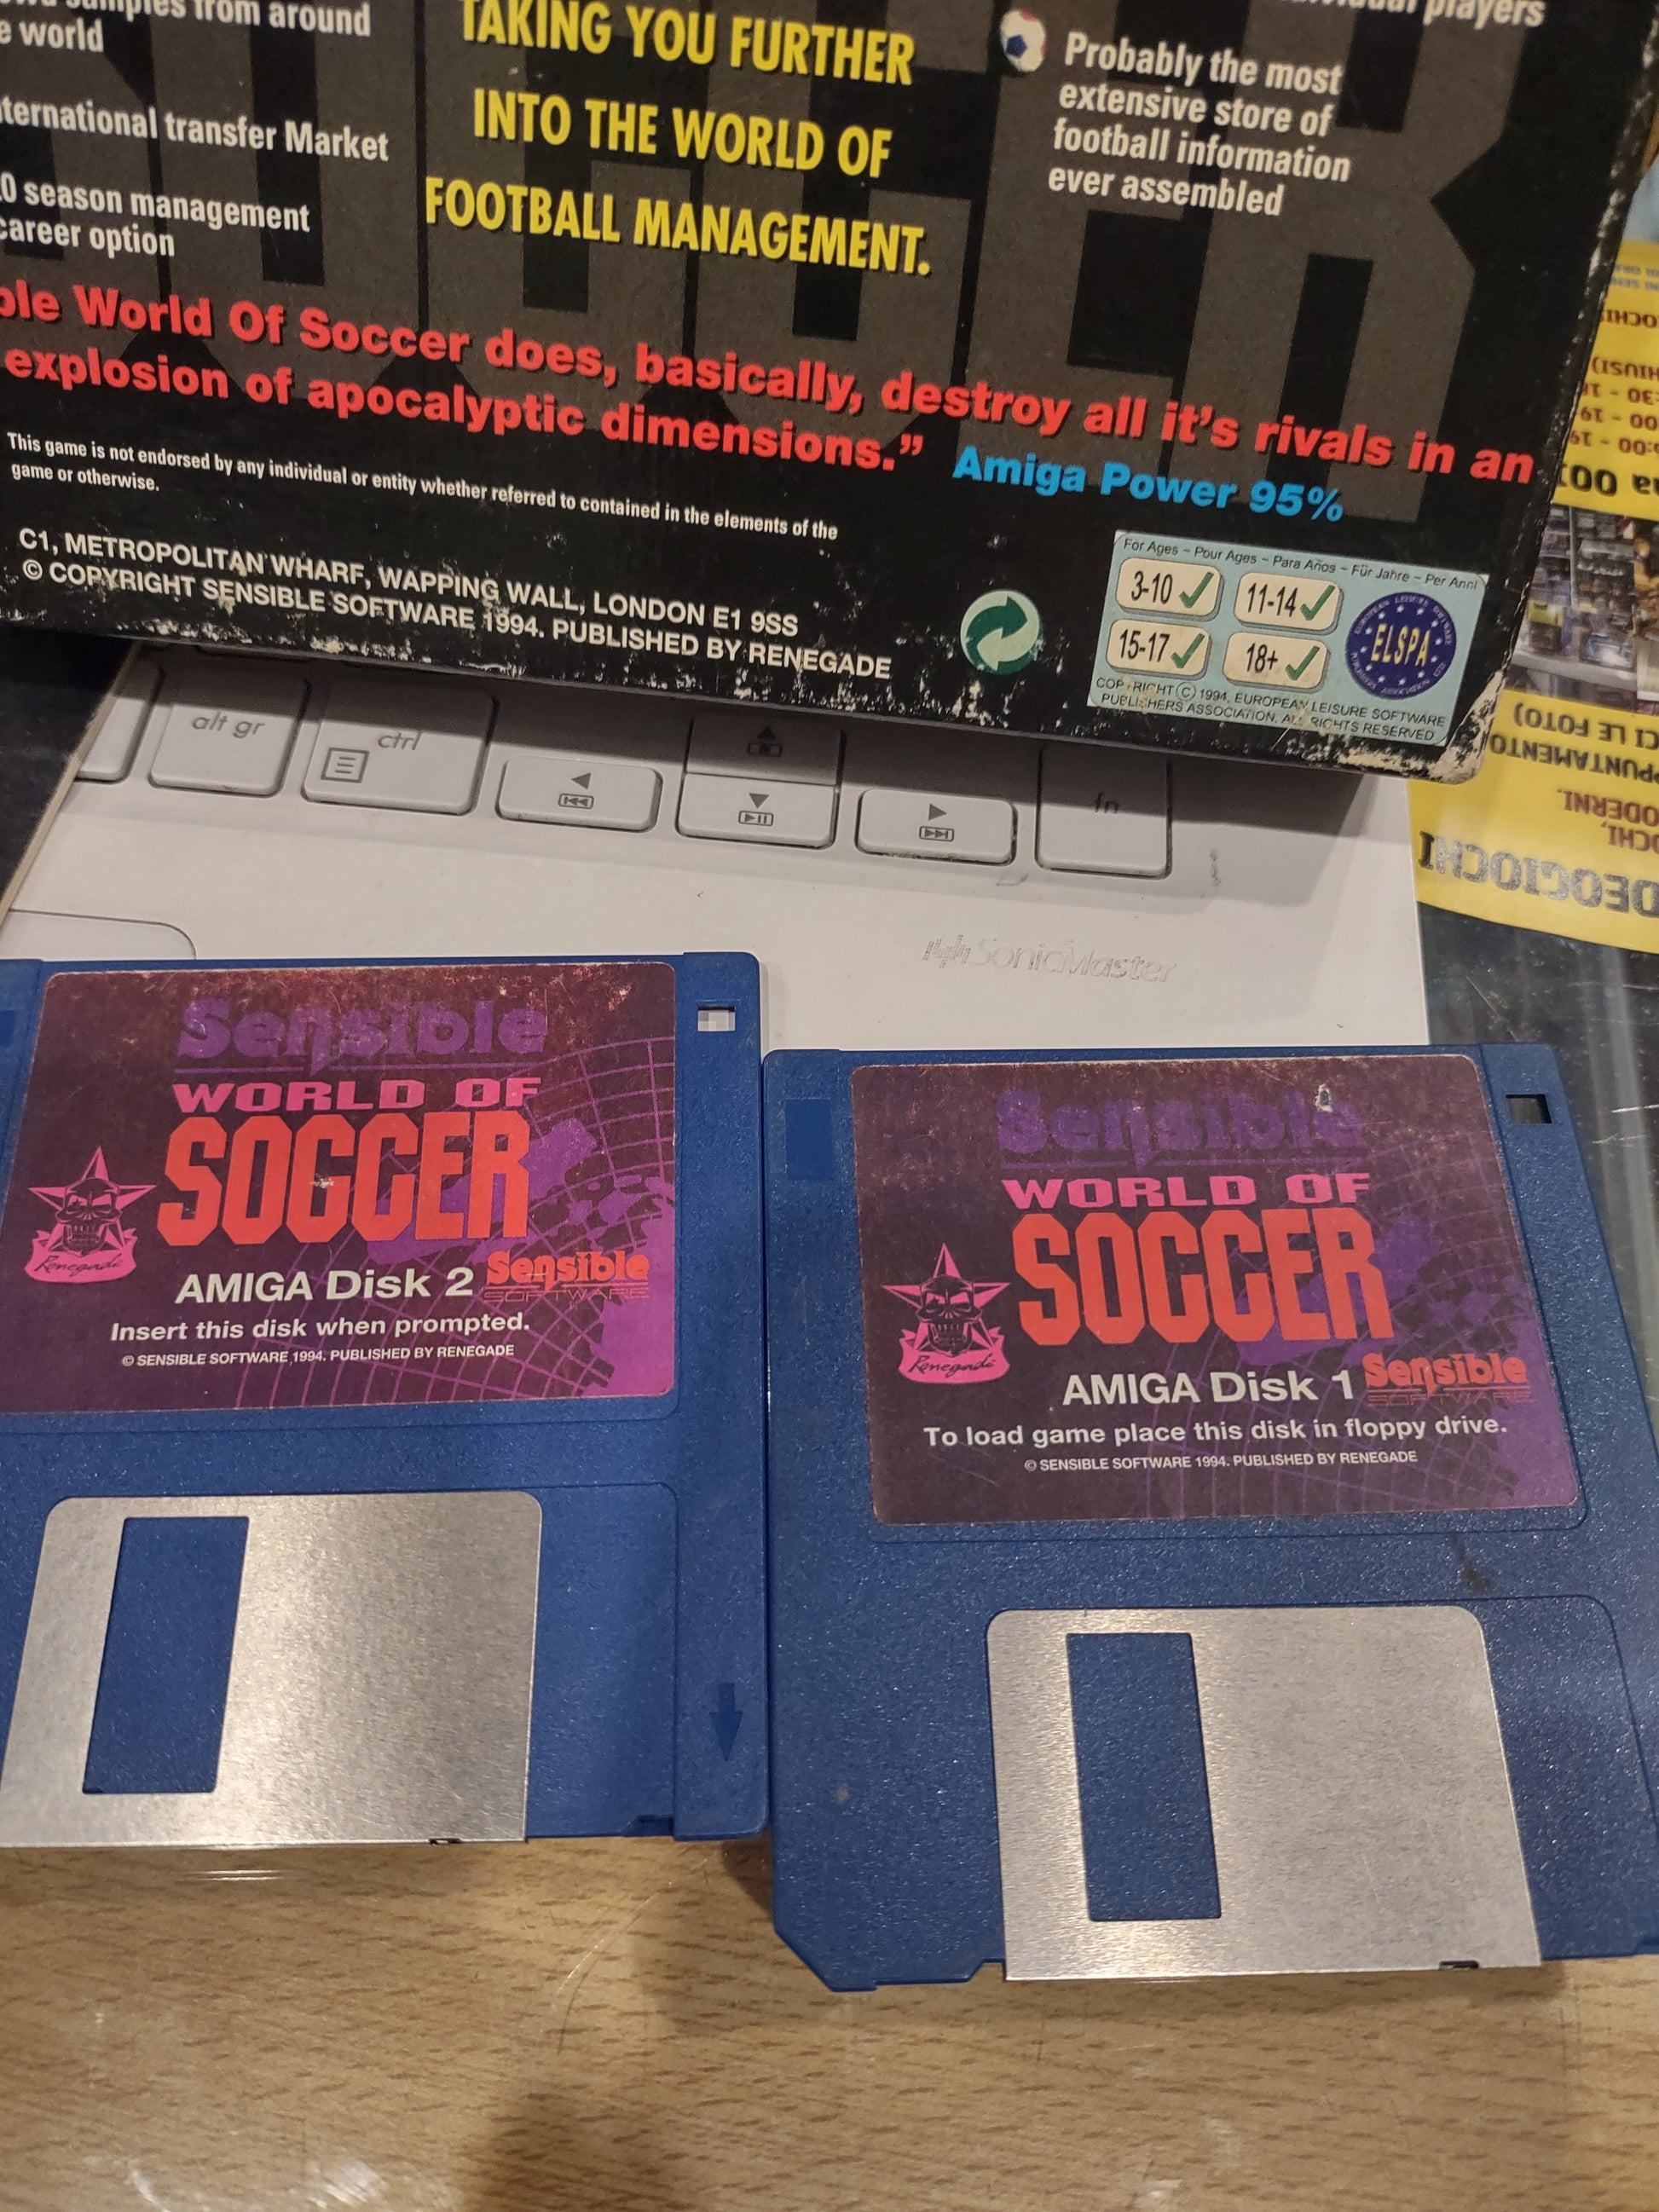 from around
world
transfer Market
season management
career option
TAKING YOU FURTHER
INTO THE WORLD OF
FOOTBALL MANAGEMENT.
players
Probably the most
extensive store of
football information
ever assembled
World Of Soccer does, basically, destroy all it's rivals in an
explosion of apocalyptic dimensions."
Amiga Power 95%
This game is not endorsed by any individual or entity whether referred to contained in the elements of the
game or otherwise.
C1, METROPOLITAN WHARF, WAPPING WALL, LONDON E1 9SS
© COPYRIGHT SENSIBLE SOFTWARE 1994. PUBLISHED BY RENEGADE
For Ages – Pour Ages – Para Años – Für Jahre – Per Anni
3-10 11-14
15-17 18+
ELSPA
COPYRIGHT (C) 1994, EUROPEAN LEISURE SOFTWARE
PUBLISHERS ASSOCIATION, ALL RIGHTS RESERVED
LE FOTO)
alt gr
ctrl
fn
SonicMaster
Sensible
WORLD OF
SOCCER
Renegade
AMIGA Disk 2
Sensible
SOFTWARE
Insert this disk when prompted.
© SENSIBLE SOFTWARE 1994. PUBLISHED BY RENEGADE
Sensible
WORLD OF
SOCCER
Renegade
AMIGA Disk 1
Sensible
SOFTWARE
To load game place this disk in floppy drive.
© SENSIBLE SOFTWARE 1994. PUBLISHED BY RENEGADE